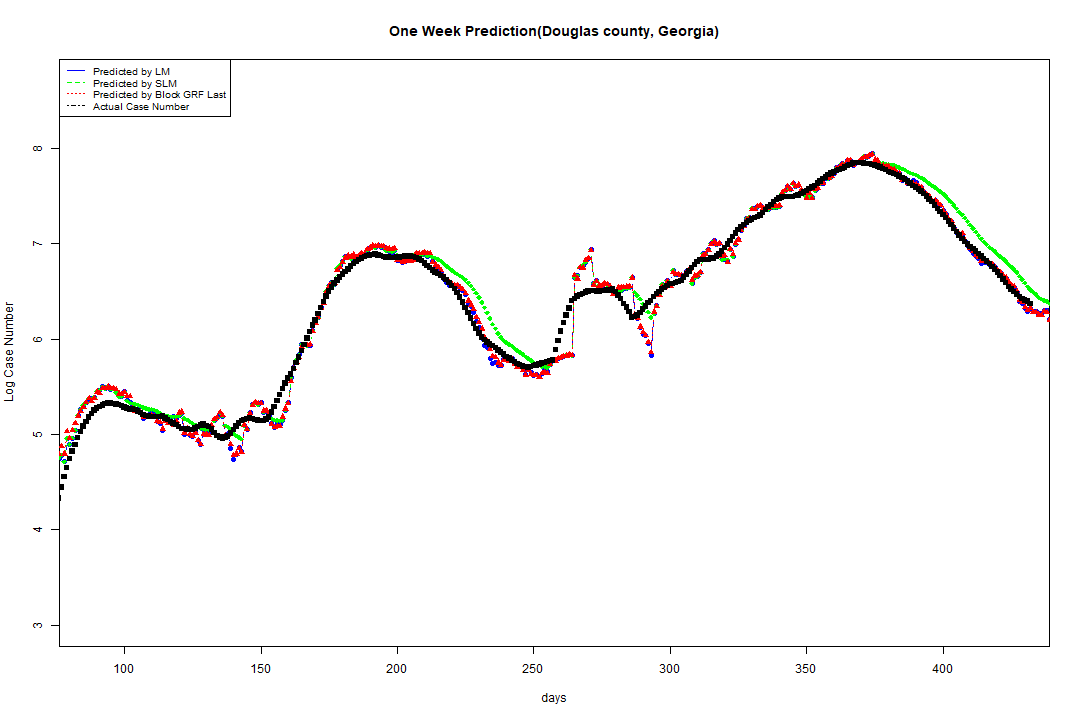 One Week Prediction(Douglas county, Georgia)
Predicted by LM
Predicted by SLM
Predicted by Block GRF Last
Actual Case Number
8
7
6
5
4
3
Log Case Number
100 150 200 250 300 350 400
days